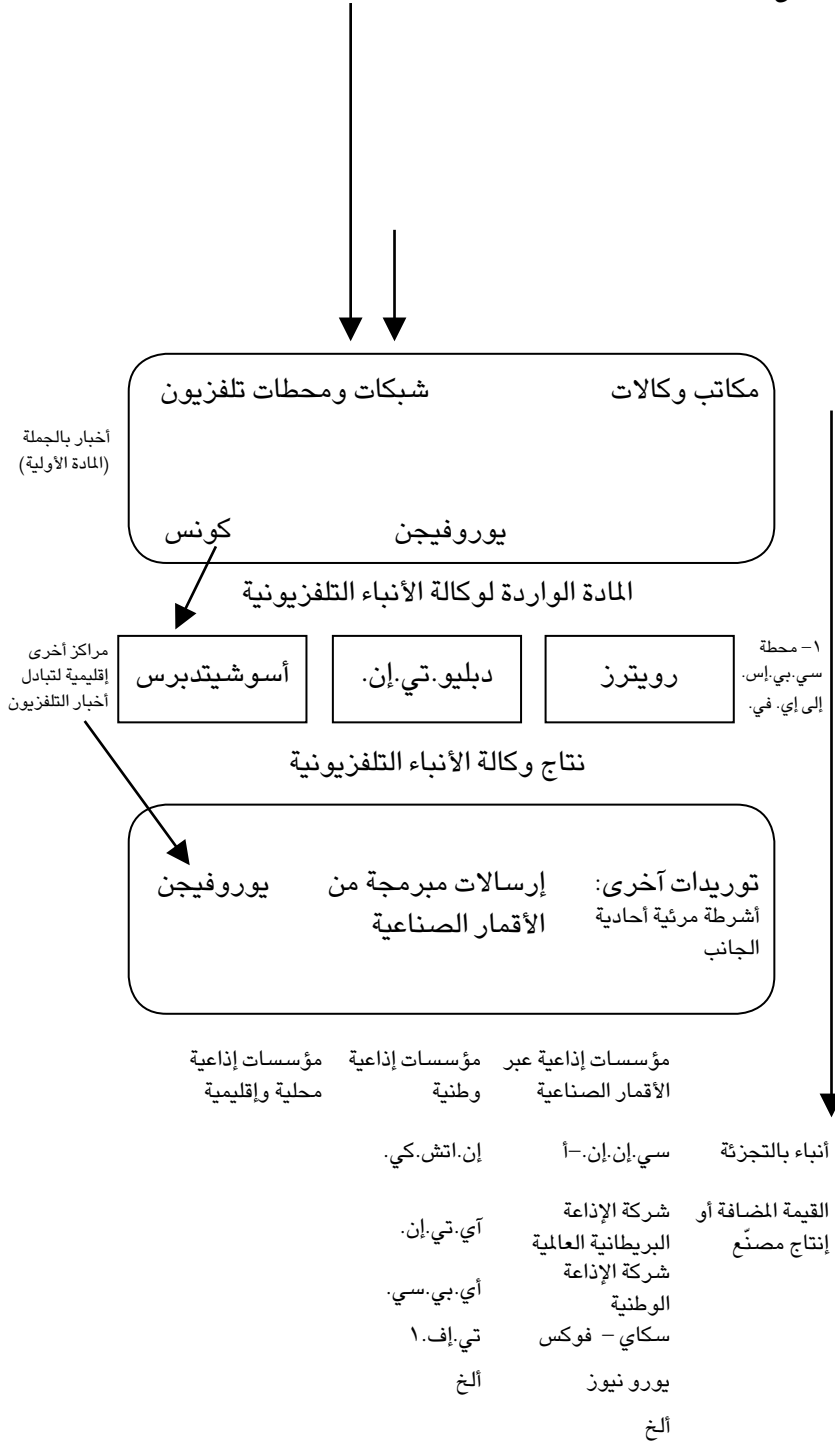 مكاتب وكالات شبكات ومحطات تلفزيون
أخبار بالجملة
(المادة الأولية)
يوروفيجن كونس
المادة الواردة لوكالة الأنباء التلفزيونية
١– محطة
سي.بي.إس.
إلى إي. في.
رويترز دبليو.تي.إن. أسوشيتدبرس
مراكز أخرى
إقليمية لتبادل
أخبار التلفزيون
نتاج وكالة الأنباء التلفزيونية
توريدات آخرى:
أشرطة مرئية أحادية
الجانب
إرسالات مبرمجة من
الأقمار الصناعية
يوروفيجن
مؤسسات إذاعية عبر مؤسسات إذاعية مؤسسات إذاعية
الأقمار الصناعية وطنية محلية وإقليمية
أنباء بالتجزئة سي.إن.إن.–أ إن.اتش.كي.
القيمة المضافة أو شركة الإذاعة
إنتاج مصنّع البريطانية العالمية آي.تي.إن.
شركة الإذاعة
الوطنية أي.بي.سي.
سكاي – فوكس تي.إف.١
يورو نيوز ألخ
ألخ